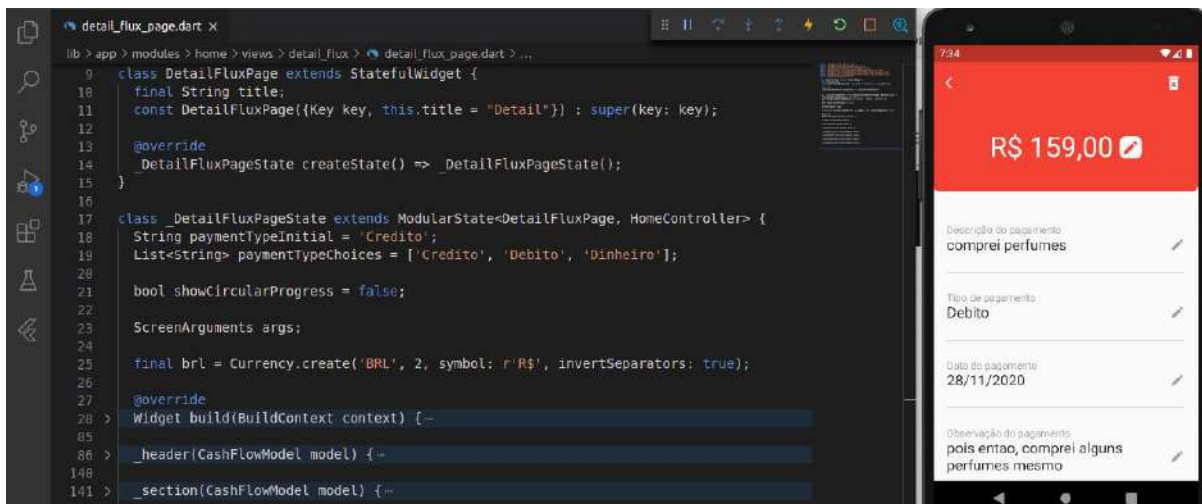 detail_flux_page.dart ×
lib > app > modules > home > views > detail_flux > detail_flux_page.dart > ...
9 class DetailFluxPage extends StatefulWidget {
10 final String title;
11 const DetailFluxPage({Key key, this.title = "Detail"}) : super(key: key);
12
13 @override
14 _DetailFluxPageState createState() => _DetailFluxPageState();
15 }
16
17 class _DetailFluxPageState extends ModularState<DetailFluxPage, HomeController> {
18 String paymentTypeInitial = 'Credito';
19 List<String> paymentTypeChoices = ['Credito', 'Debito', 'Dinheiro'];
20
21 bool showCircularProgress = false;
22
23 ScreenArguments args;
24
25 final brl = Currency.create('BRL', 2, symbol: r'R$', invertSeparators: true);
26
27 @override
28 > Widget build(BuildContext context) {⋯
85
86 > _header(CashFlowModel model) {⋯
140
141 > _section(CashFlowModel model) {⋯
7:34
R$ 159,00
Descrição do pagamento
comprei perfumes
Tipo de pagamento
Debito
Data do pagamento
28/11/2020
Observação do pagamento
pois entao, comprei alguns
perfumes mesmo